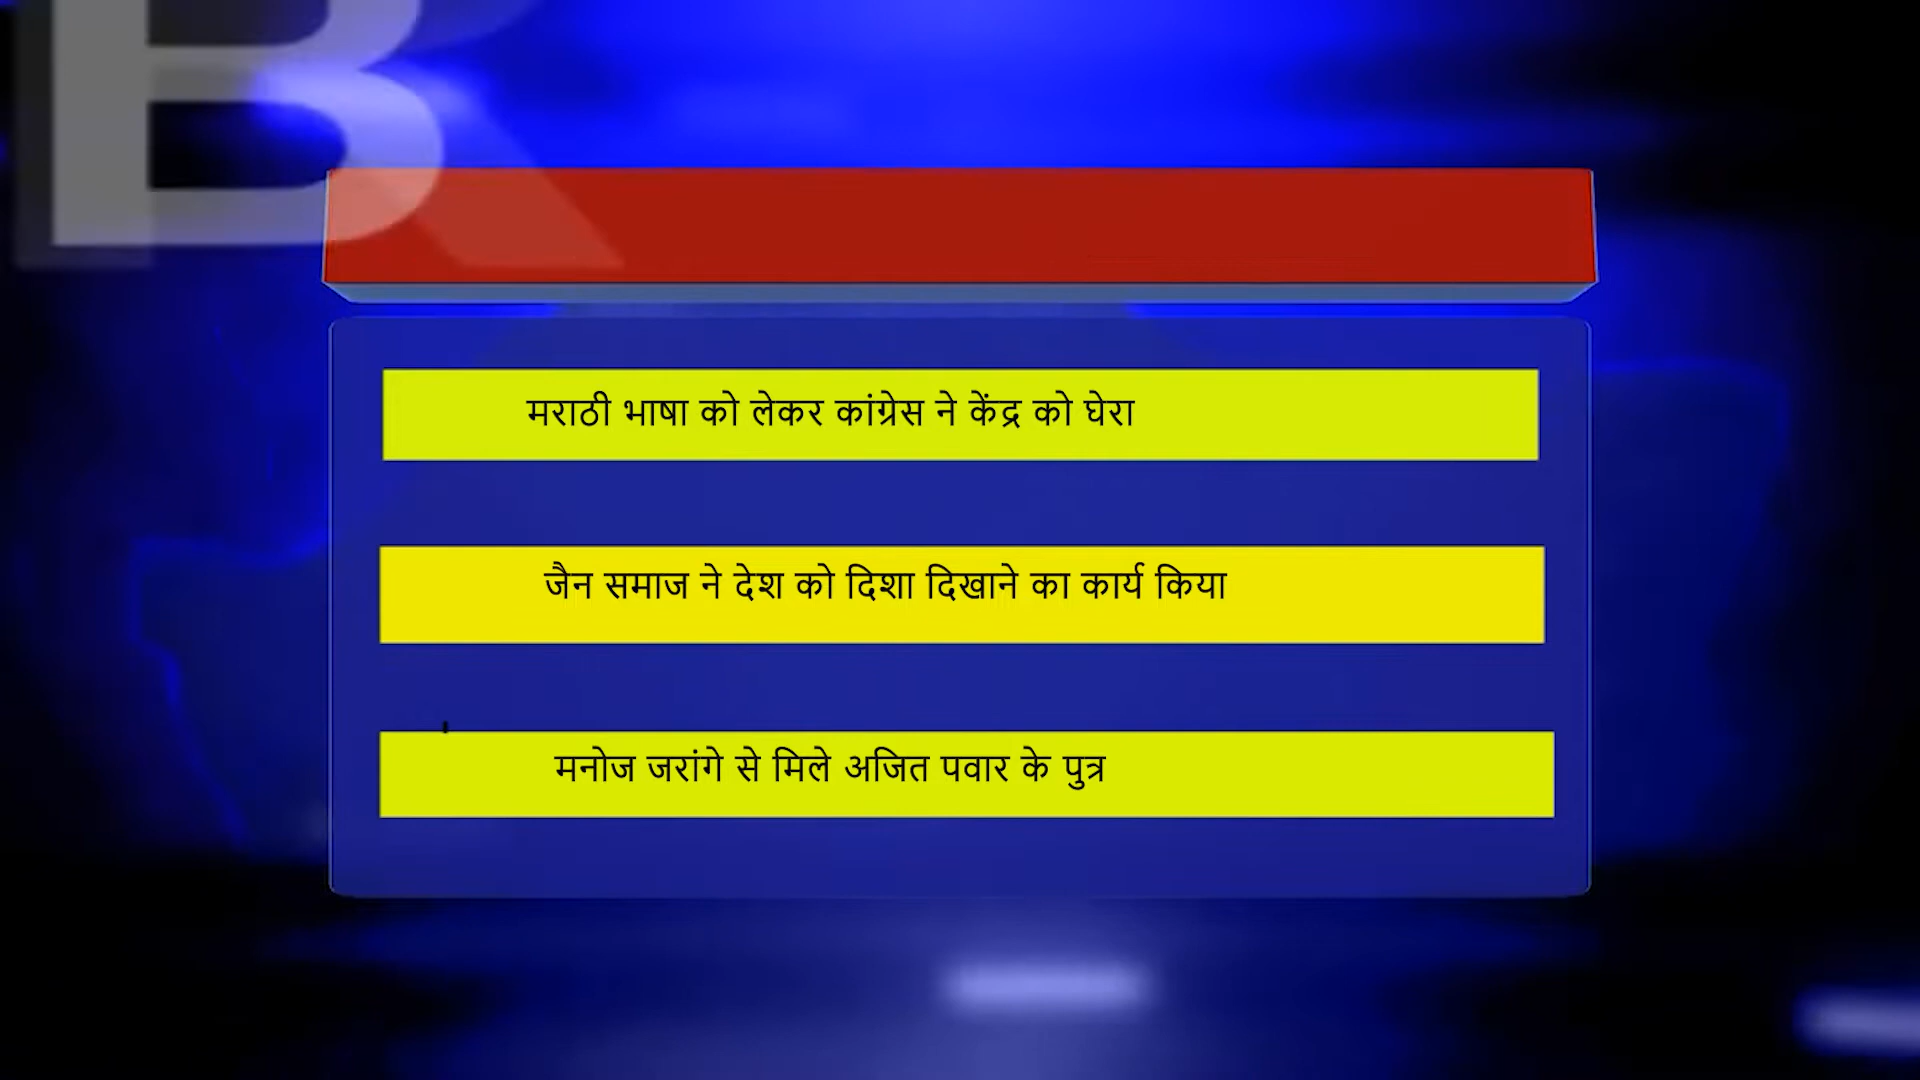 B
मराठी भाषा को लेकर कांग्रेस ने केंद्र को घेरा
जैन समाज ने देश को दिशा दिखाने का कार्य किया
मनोज जरांगे से मिले अजित पवार के पुत्र